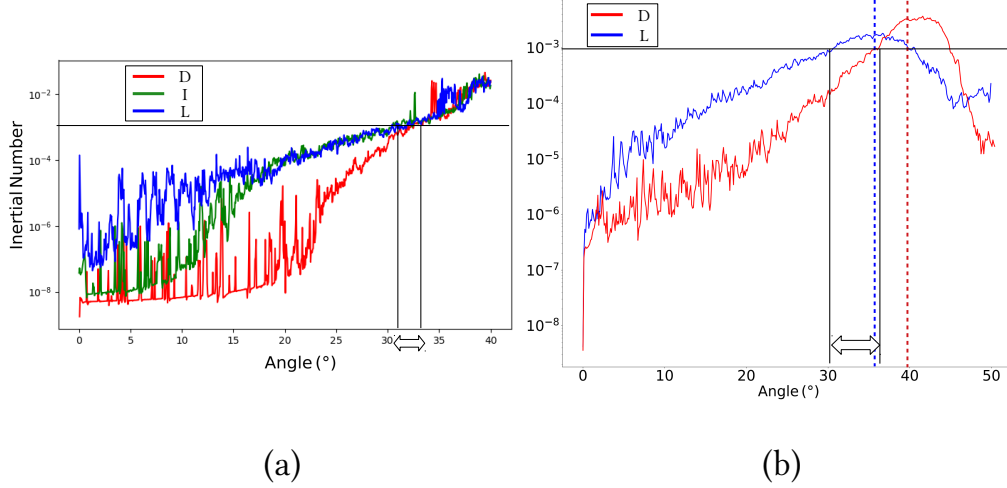 D
I
L
Inertial Number
10⁻²
10⁻⁴
10⁻⁶
10⁻⁸
0 5 10 15 20 25 30 35 40
Angle (°)
(a)
D
L
10⁻³
10⁻⁴
10⁻⁵
10⁻⁶
10⁻⁷
10⁻⁸
0 10 20 30 40 50
Angle (°)
(b)